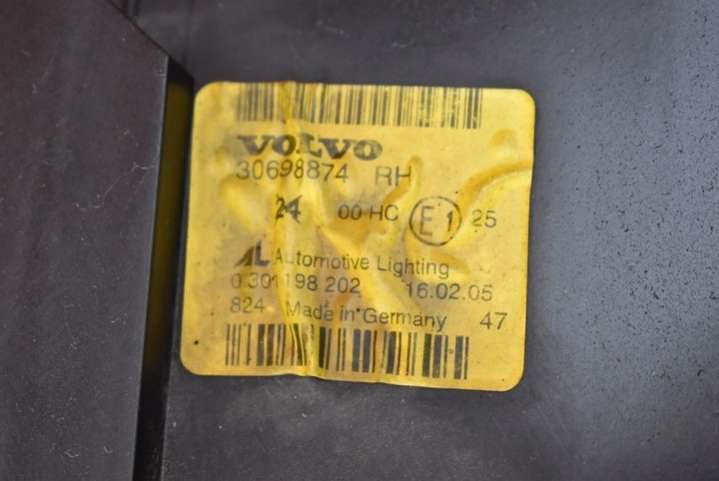 VOLVO
30698874 RH
24 00 HC E1 25
AL Automotive Lighting
0 301 198 202 16.02.05
824 Made in Germany 47